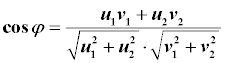 cos φ = (u₁v₁ + u₂v₂) / (√(u₁² + u₂²) · √(v₁² + v₂²))